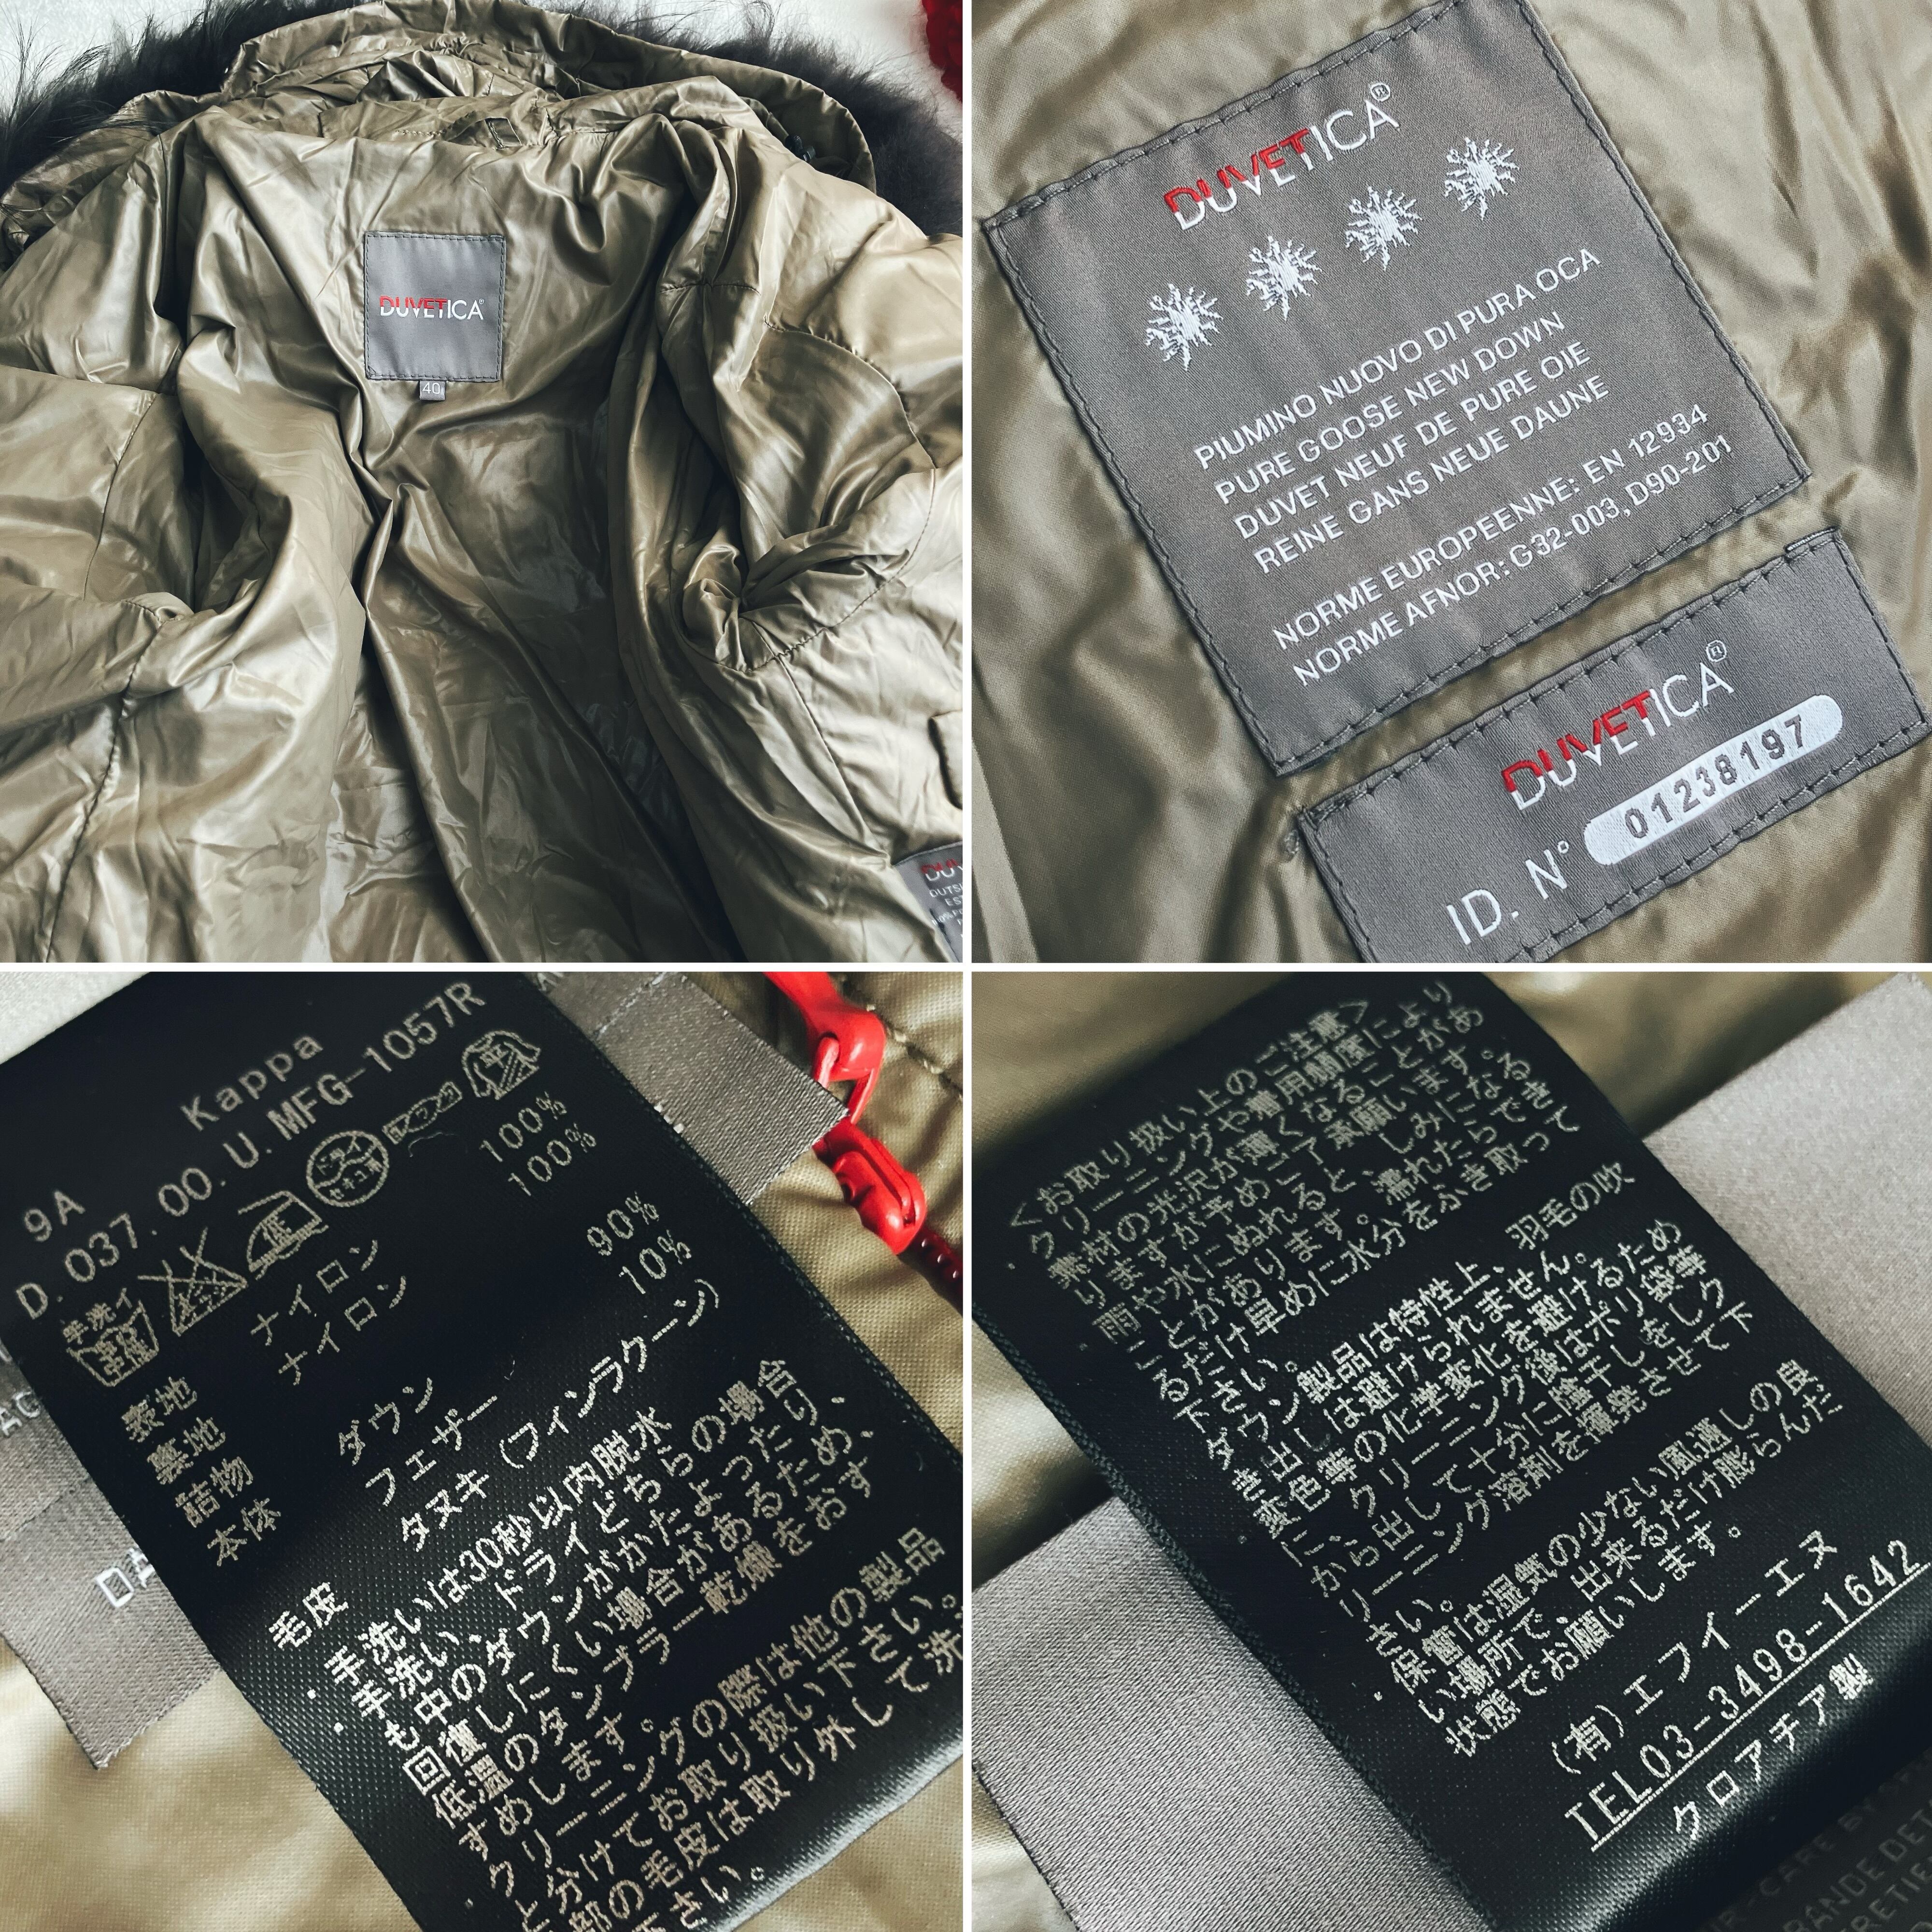 DUVETICA®
40
DUVETICA®
PIUMINO NUOVO DI PURA OCA
PURE GOOSE NEW DOWN
DUVET NEUF DE PURE OIE
REINE GANS NEUE DAUNE
NORME EUROPEENNE: EN 12934
NORME AFNOR: G 32-003, D90-201
DUVETICA®
ID. N° 01238197
9A Kappa
D. 037. 00. U. MFG-1057R
手洗イ
中性
低
ドライ
セキユ系
平
表地 ナイロン 100%
裏地 ナイロン 100%
詰物
本体 ダウン 90%
フェザー 10%
毛皮 タヌキ (フィンラクーン)
・手洗いは30秒以内脱水
・手洗い、ドライどちらの場合
も中のダウンがかたよったり、
回復しにくい場合があるため、
低温のタンブラー乾燥をおす
すめします。
クリーニングの際は他の製品
と分けてお取り扱い下さい。
部の毛皮は取り外して洗
下さい。
<お取り扱い上のご注意>
クリーニングや着用頻度により
素材の光沢が薄くなることがあ
りますが予めご了承願います。
雨や水にぬれると、しみになる
ことがあります。濡れたらでき
るだけ早めに水分をふき取って
下さい。
ダウン製品は特性上、羽毛の吹
き出しは避けられません。
変色等の化学変化を避けるため
に、クリーニング後はポリ袋等
から出して十分に陰干しをしク
リーニング溶剤を揮発させて下
さい。
・保管は湿気の少ない風通しの良
い場所で、出来るだけ膨らんだ
状態でお願いします。
(有)エフイーエヌ
TEL03-3498-1642
クロアチア製